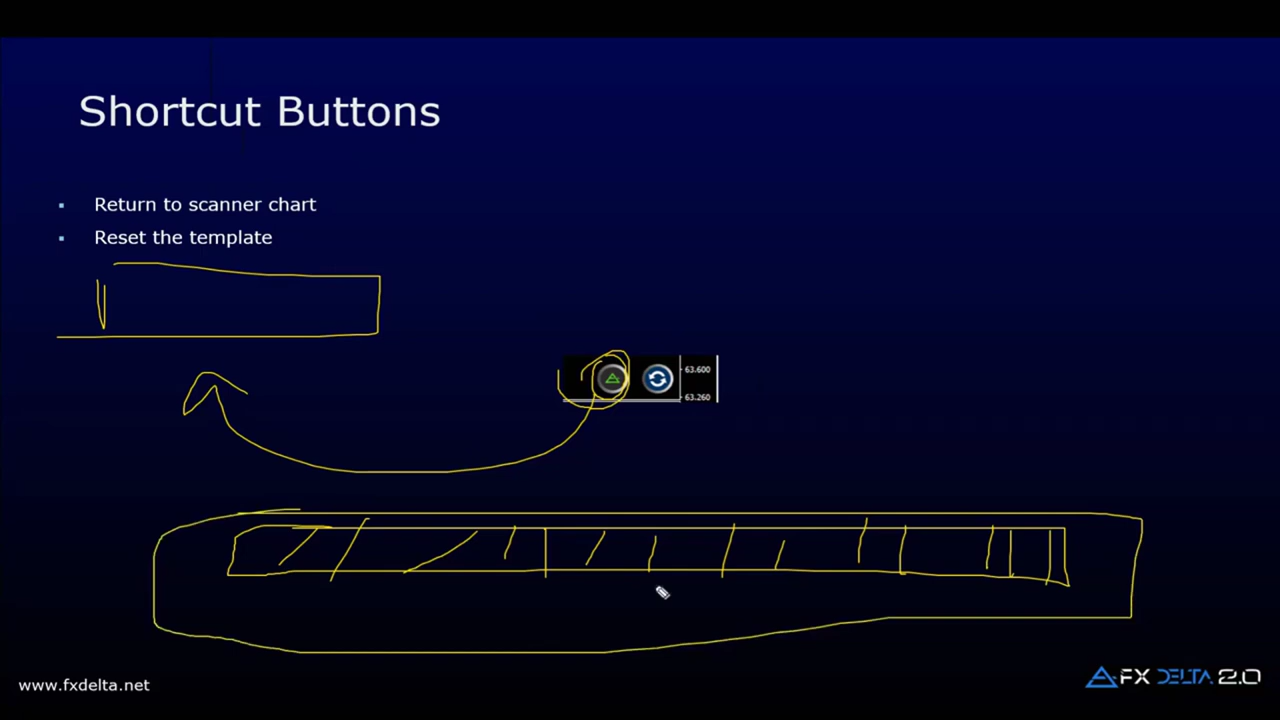 Shortcut Buttons
Return to scanner chart
Reset the template
63.600
63.260
www.fxdelta.net
FX DELTA 2.0